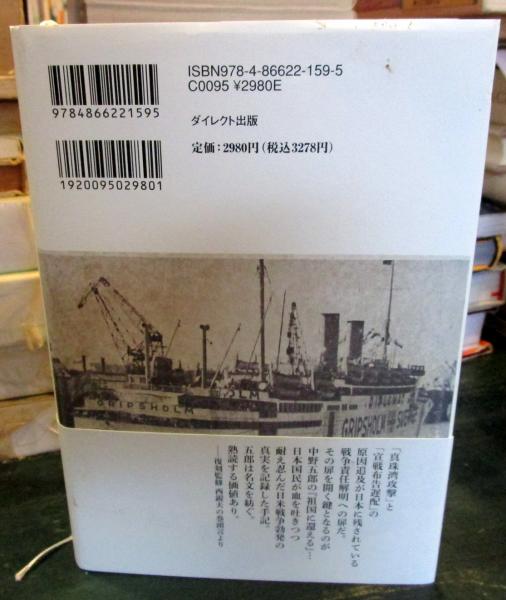 ISBN978-4-86622-159-5
C0095 ¥2980E
9784866221595
ダイレクト出版
定価：2980円（税込3278円）
1920095029801
GRIPSHOLM
GRIPSHOLM
「真珠湾攻撃」と
「宣戦布告遅配」の
原因追及が日本に残されている
戦争責任解明への扉だ。
その扉を開く鍵となるのが
中野五郎の『祖国に還える』…
日本国民が血を吐きつつ
耐え忍んだ日米戦争勃発の
真実を記録した手記。
五郎は名文を紡ぐ。
熟読する価値あり。
──復刻監修 西鋭夫の巻頭言より